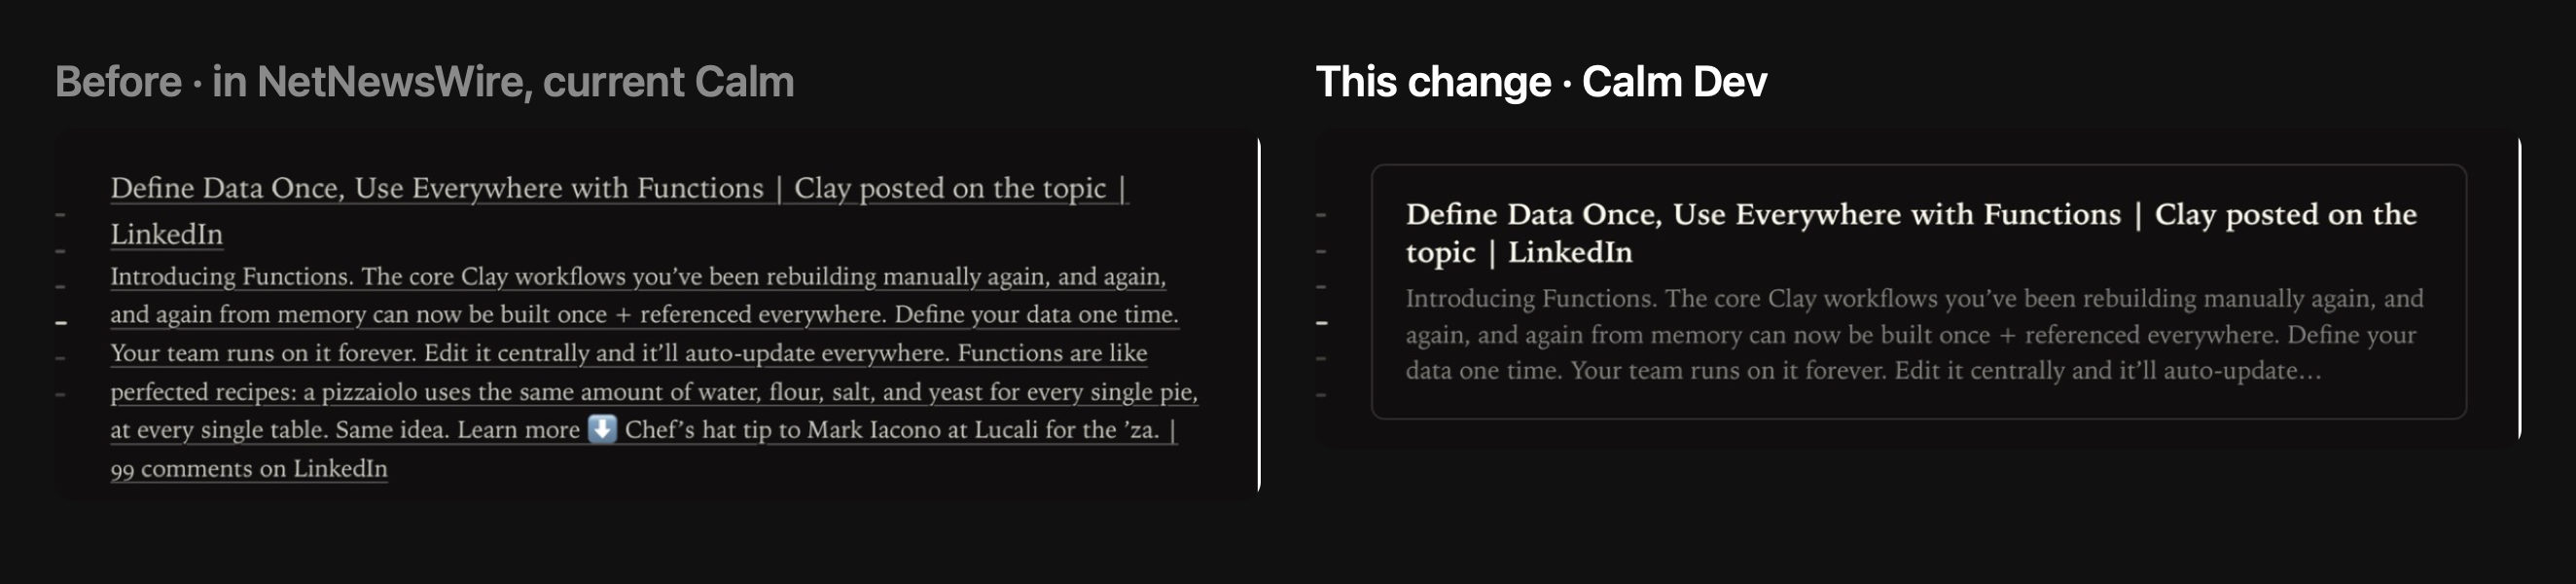 Before · in NetNewsWire, current Calm
Define Data Once, Use Everywhere with Functions | Clay posted on the topic |
LinkedIn
Introducing Functions. The core Clay workflows you’ve been rebuilding manually again, and again,
and again from memory can now be built once + referenced everywhere. Define your data one time.
Your team runs on it forever. Edit it centrally and it’ll auto-update everywhere. Functions are like
perfected recipes: a pizzaiolo uses the same amount of water, flour, salt, and yeast for every single pie,
at every single table. Same idea. Learn more ⬇️ Chef’s hat tip to Mark Iacono at Lucali for the ’za. |
99 comments on LinkedIn
This change · Calm Dev
Define Data Once, Use Everywhere with Functions | Clay posted on the
topic | LinkedIn
Introducing Functions. The core Clay workflows you’ve been rebuilding manually again, and
again, and again from memory can now be built once + referenced everywhere. Define your
data one time. Your team runs on it forever. Edit it centrally and it’ll auto-update…